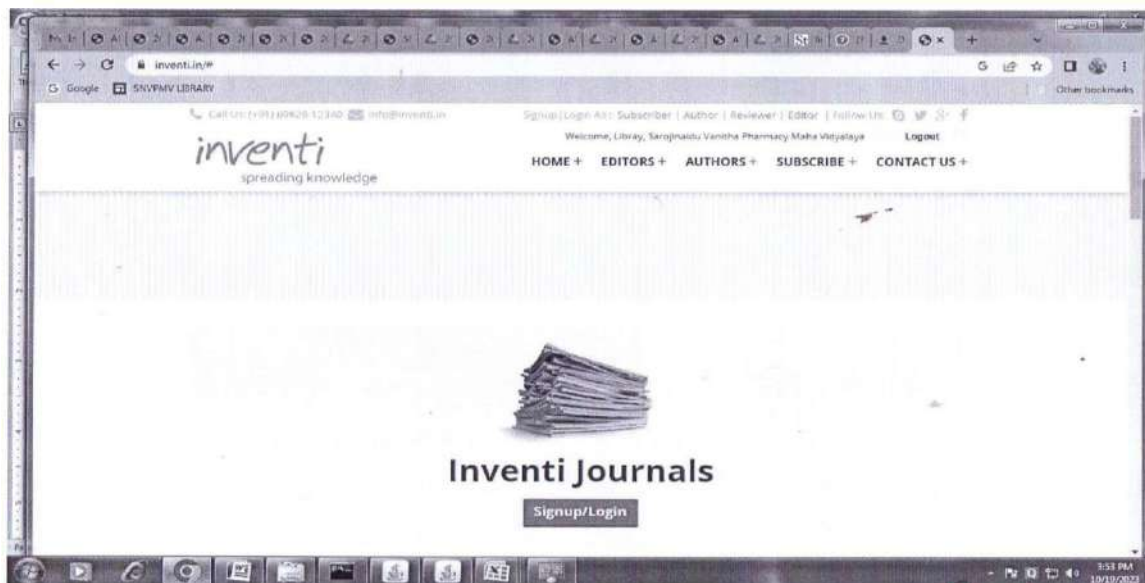 inventi.in/#
Google SNVPMV LIBRARY Other bookmarks
Call Us: (+91) 89826-12340 info@inventi.in Signup|Login As: Subscriber | Author | Reviewer | Editor | Follow Us:
Welcome, Libray, Sarojinaidu Vanitha Pharmacy Maha Vidyalaya Logout
inventi
spreading knowledge
HOME + EDITORS + AUTHORS + SUBSCRIBE + CONTACT US +
Inventi Journals
Signup/Login
3:53 PM